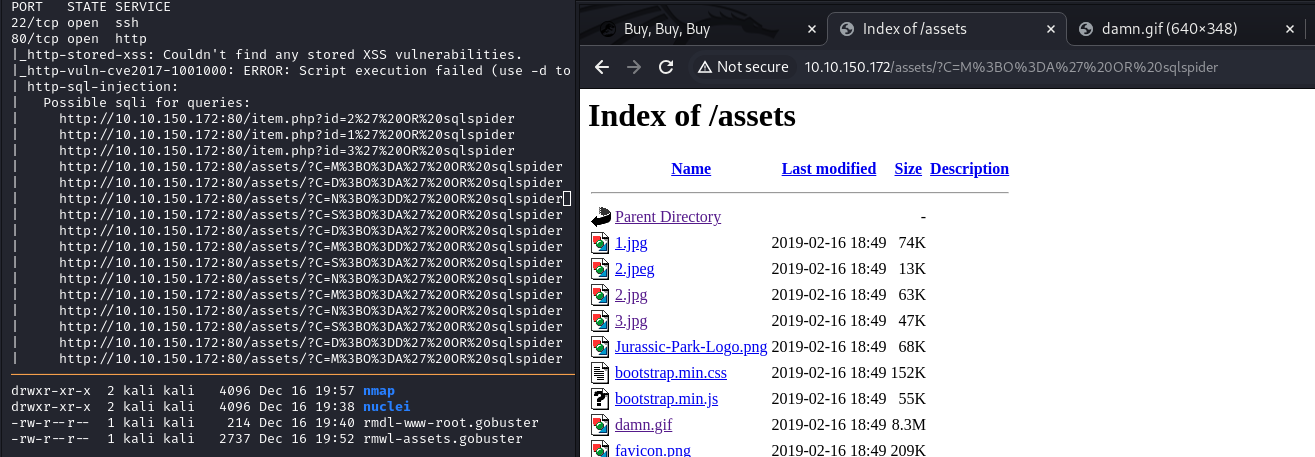 PORT   STATE SERVICE
22/tcp open  ssh
80/tcp open  http
|_http-stored-xss: Couldn't find any stored XSS vulnerabilities.
|_http-vuln-cve2017-1001000: ERROR: Script execution failed (use -d to
| http-sql-injection:
|   Possible sqli for queries:
|     http://10.10.150.172:80/item.php?id=2%27%20OR%20sqlspider
|     http://10.10.150.172:80/item.php?id=1%27%20OR%20sqlspider
|     http://10.10.150.172:80/item.php?id=3%27%20OR%20sqlspider
|     http://10.10.150.172:80/assets/?C=M%3BO%3DA%27%20OR%20sqlspider
|     http://10.10.150.172:80/assets/?C=D%3BO%3DA%27%20OR%20sqlspider
|     http://10.10.150.172:80/assets/?C=N%3BO%3DD%27%20OR%20sqlspider
|     http://10.10.150.172:80/assets/?C=S%3BO%3DA%27%20OR%20sqlspider
|     http://10.10.150.172:80/assets/?C=D%3BO%3DA%27%20OR%20sqlspider
|     http://10.10.150.172:80/assets/?C=M%3BO%3DD%27%20OR%20sqlspider
|     http://10.10.150.172:80/assets/?C=S%3BO%3DA%27%20OR%20sqlspider
|     http://10.10.150.172:80/assets/?C=N%3BO%3DA%27%20OR%20sqlspider
|     http://10.10.150.172:80/assets/?C=M%3BO%3DA%27%20OR%20sqlspider
|     http://10.10.150.172:80/assets/?C=N%3BO%3DA%27%20OR%20sqlspider
|     http://10.10.150.172:80/assets/?C=S%3BO%3DA%27%20OR%20sqlspider
|     http://10.10.150.172:80/assets/?C=D%3BO%3DD%27%20OR%20sqlspider
|     http://10.10.150.172:80/assets/?C=M%3BO%3DA%27%20OR%20sqlspider
drwxr-xr-x  2 kali kali   4096 Dec 16 19:57 nmap
drwxr-xr-x  2 kali kali   4096 Dec 16 19:38 nuclei
-rw-r--r--  1 kali kali    214 Dec 16 19:40 rmdl-www-root.gobuster
-rw-r--r--  1 kali kali   2737 Dec 16 19:52 rmwl-assets.gobuster
Buy, Buy, Buy
Index of /assets
damn.gif (640×348)
Not secure 10.10.150.172/assets/?C=M%3BO%3DA%27%20OR%20sqlspider
Index of /assets
Name Last modified Size Description
Parent Directory -
1.jpg 2019-02-16 18:49 74K
2.jpeg 2019-02-16 18:49 13K
2.jpg 2019-02-16 18:49 63K
3.jpg 2019-02-16 18:49 47K
Jurassic-Park-Logo.png 2019-02-16 18:49 68K
bootstrap.min.css 2019-02-16 18:49 152K
bootstrap.min.js 2019-02-16 18:49 55K
damn.gif 2019-02-16 18:49 8.3M
favicon.png 2019-02-16 18:49 209K